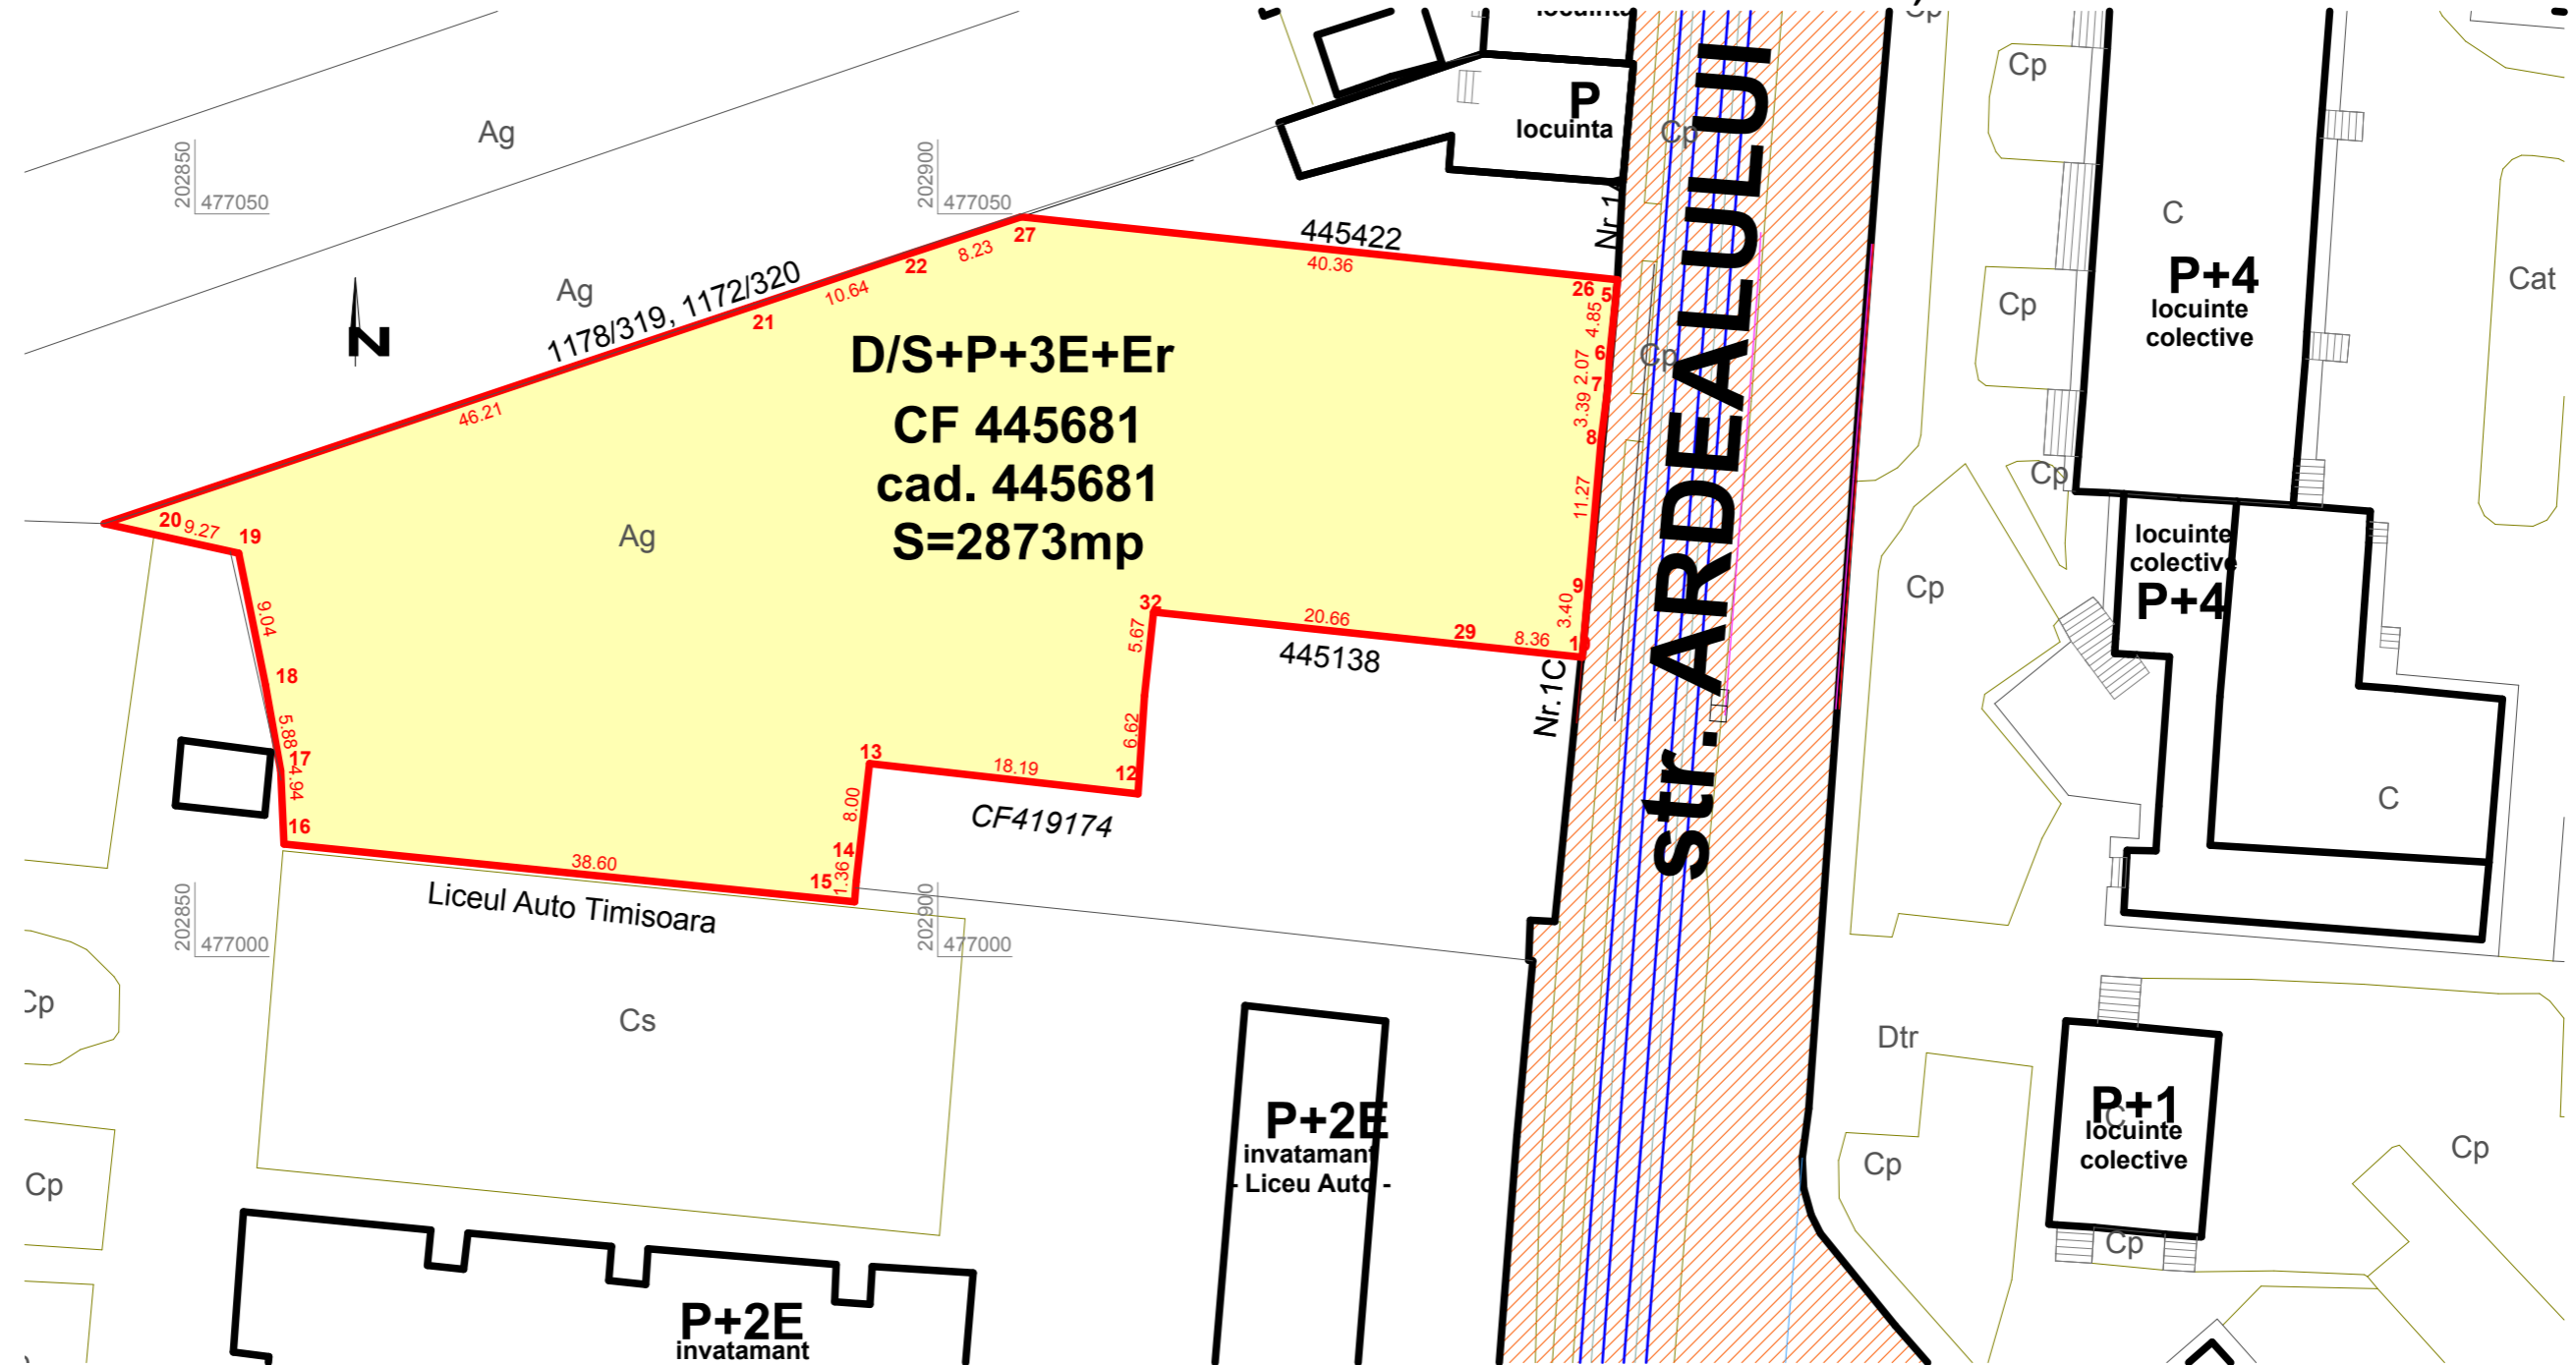 locuinta
Cp
Cp
Ag
P
locuinta
Cp
202850
477050
202900
477050
Nr.1
C
27
445422
40.36
22
8.23
Ag
1178/319, 1172/320
10.64
21
26
5
4.85
6
2.07
7
3.39
8
11.27
9
3.40
Cp
str. ARDEALULUI
Cp
P+4
locuinte
colective
Cat
N
D/S+P+3E+Er
CF 445681
cad. 445681
S=2873mp
46.21
20
9.27
19
Ag
Cp
locuinte
colective
P+4
Cp
32
20.66
29
8.36
10
445138
9.04
5.67
18
Nr.1C
5.88
17
4.94
6.62
12
13
18.19
8.00
CF419174
C
16
38.60
14
15
1.36
Liceul Auto Timisoara
202850
477000
202900
477000
Cp
Cs
Dtr
P+2E
invatamant
- Liceu Auto -
P+1
C
locuinte
colective
Cp
Cp
Cp
Cp
P+2E
invatamant